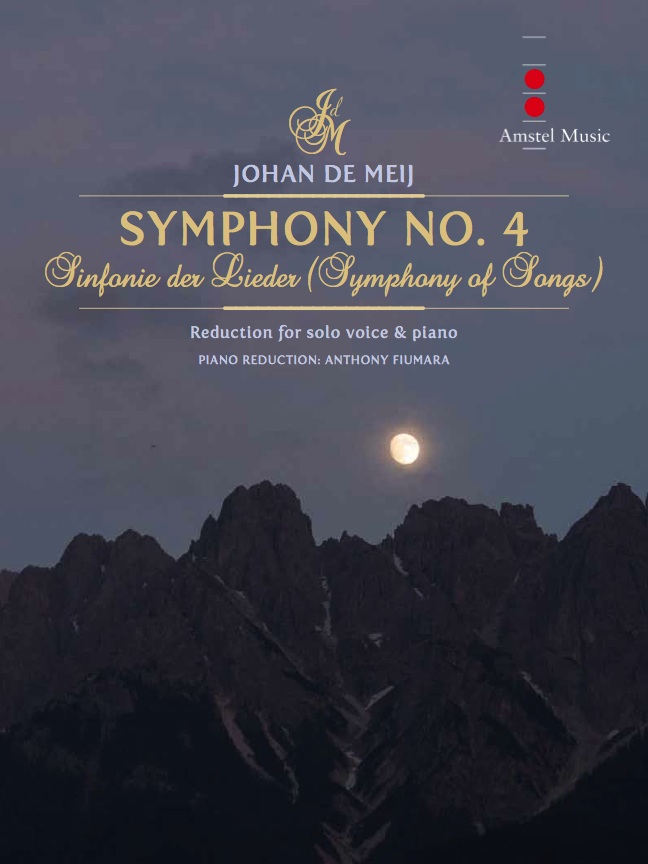 JdM
JOHAN DE MEIJ
Amstel Music
SYMPHONY NO. 4
Sinfonie der Lieder (Symphony of Songs)
Reduction for solo voice & piano
PIANO REDUCTION: ANTHONY FIUMARA